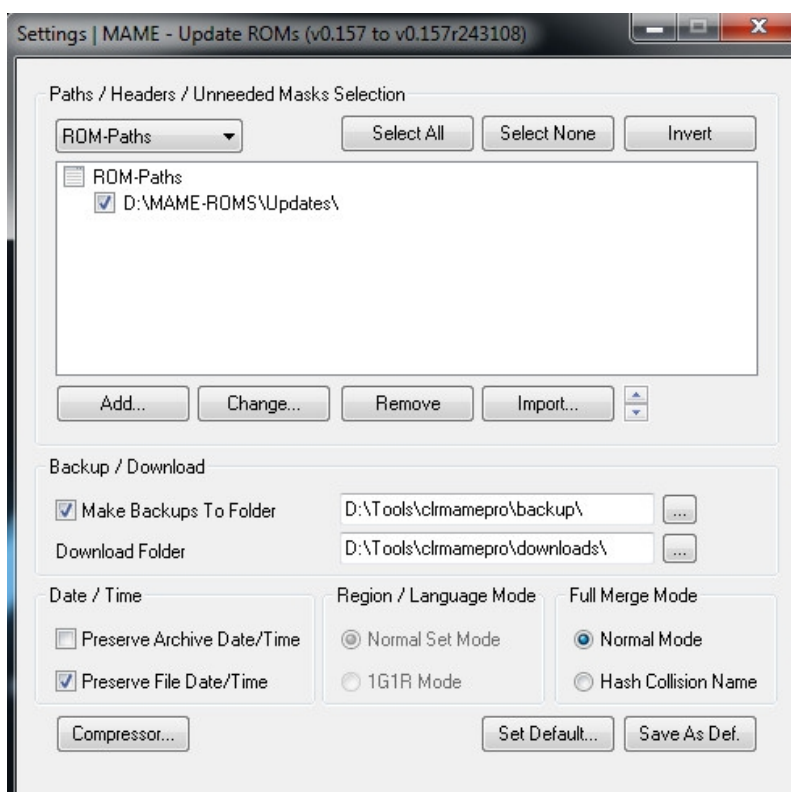 Settings | MAME - Update ROMs (v0.157 to v0.157r243108)
Paths / Headers / Unneeded Masks Selection
ROM-Paths
Select All
Select None
Invert
ROM-Paths
D:\MAME-ROMS\Updates\
Add...
Change...
Remove
Import...
Backup / Download
Make Backups To Folder
D:\Tools\clrmamepro\backup\
...
Download Folder
D:\Tools\clrmamepro\downloads\
...
Date / Time
Preserve Archive Date/Time
Preserve File Date/Time
Region / Language Mode
Normal Set Mode
1G1R Mode
Full Merge Mode
Normal Mode
Hash Collision Name
Compressor...
Set Default...
Save As Def.